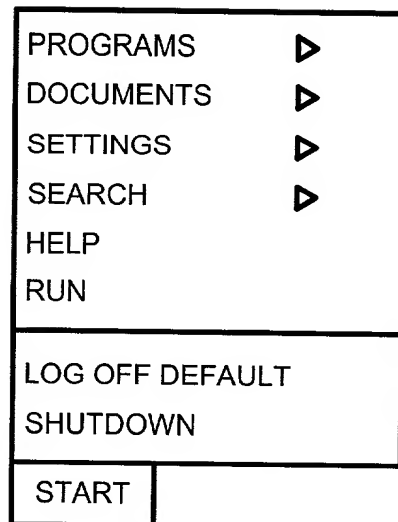 PROGRAMS
DOCUMENTS
SETTINGS
SEARCH
HELP
RUN
LOG OFF DEFAULT
SHUTDOWN
START